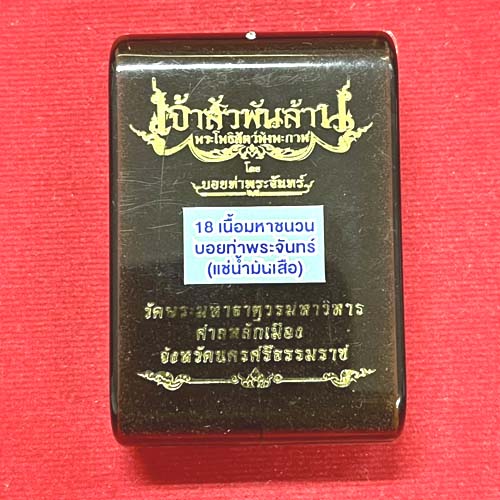 เจ้าสัวพันล้าน
พระโพธิสัตว์พังพะกาฬ
โดย
บอยท่าพระจันทร์
18 เนื้อมหาชนวน
บอยท่าพระจันทร์
(แช่น้ำมันเสือ)
วัดพระมหาธาตุวรมหาวิหาร
ศาลหลักเมือง
จังหวัดนครศรีธรรมราช